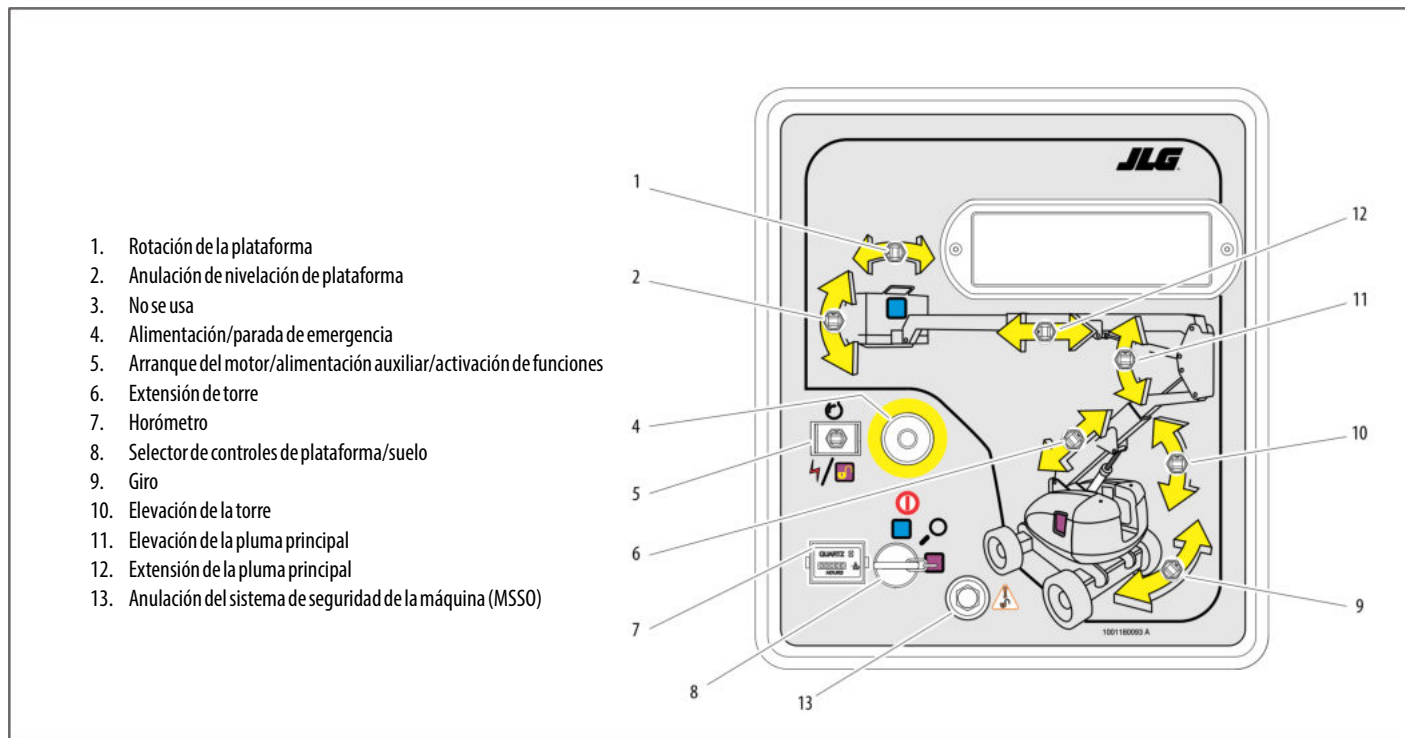 1. Rotación de la plataforma
2. Anulación de nivelación de plataforma
3. No se usa
4. Alimentación/parada de emergencia
5. Arranque del motor/alimentación auxiliar/activación de funciones
6. Extensión de torre
7. Horómetro
8. Selector de controles de plataforma/suelo
9. Giro
10. Elevación de la torre
11. Elevación de la pluma principal
12. Extensión de la pluma principal
13. Anulación del sistema de seguridad de la máquina (MSSO)
JLG
1
12
2
11
4
10
5
6
QUARTZ
HOURS
7
9
1001180093 A
8
13